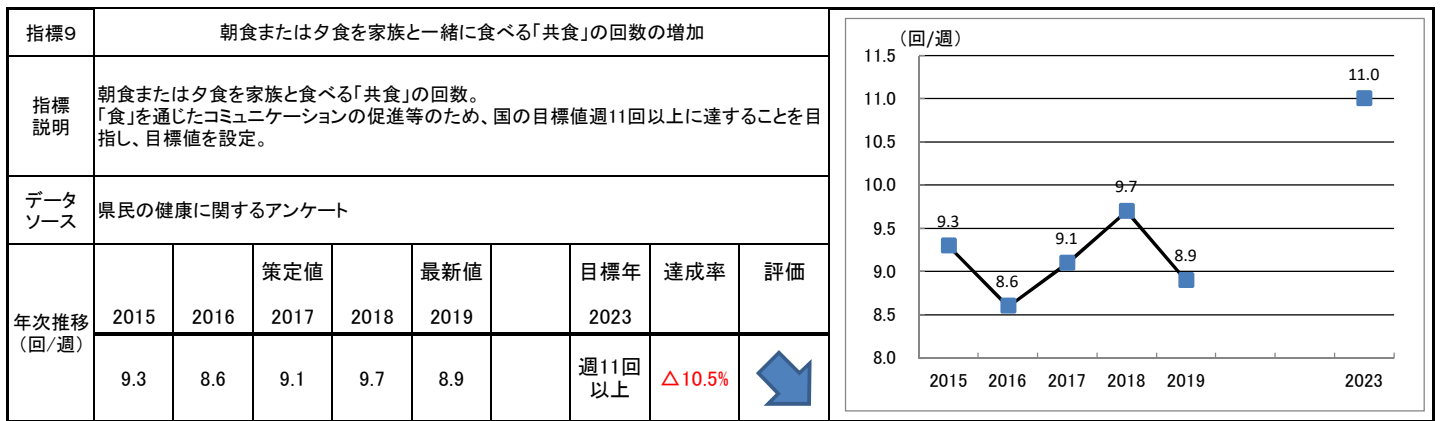 指標9
朝食または夕食を家族と一緒に食べる「共食」の回数の増加
指標
説明
朝食または夕食を家族と食べる「共食」の回数。
「食」を通じたコミュニケーションの促進等のため、国の目標値週11回以上に達することを目
指し、目標値を設定。
データ
ソース
県民の健康に関するアンケート
年次推移
(回/週)
策定値 最新値 目標年 達成率 評価
2015 2016 2017 2018 2019 2023
9.3 8.6 9.1 9.7 8.9 週11回
以上 △10.5%
(回/週)
11.5
11.0
10.5
10.0
9.5
9.0
8.5
8.0
9.3
8.6
9.1
9.7
8.9
11.0
2015 2016 2017 2018 2019 2023